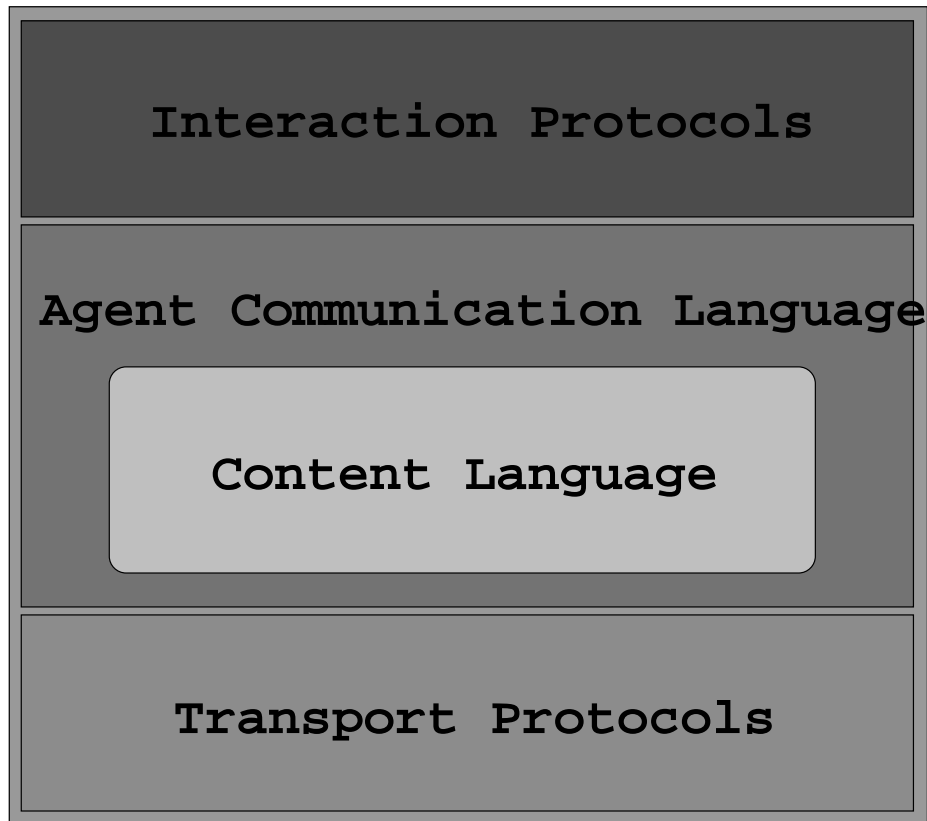 Interaction Protocols
Agent Communication Language
Content Language
Transport Protocols